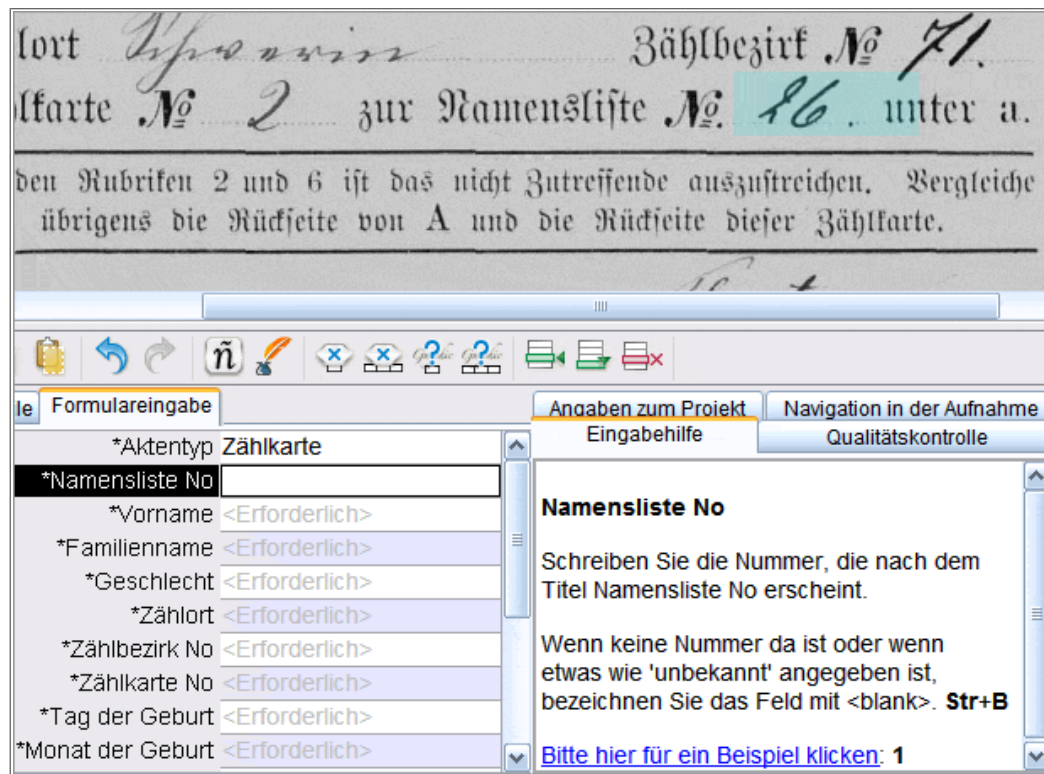 lort Schwerin Zählbezirk No 71.
lkarte No 2 zur Namensliste No. 26. unter a.
den Rubriken 2 und 6 ist das nicht Zutreffende auszustreichen. Vergleiche
übrigens die Rückseite von A und die Rückseite dieser Zählkarte.
ñ
le Formulareingabe
Angaben zum Projekt Navigation in der Aufnahme
Eingabehilfe Qualitätskontrolle
*Aktentyp Zählkarte
*Namensliste No
*Vorname <Erforderlich>
*Familienname <Erforderlich>
*Geschlecht <Erforderlich>
*Zählort <Erforderlich>
*Zählbezirk No <Erforderlich>
*Zählkarte No <Erforderlich>
*Tag der Geburt <Erforderlich>
*Monat der Geburt <Erforderlich>
Namensliste No
Schreiben Sie die Nummer, die nach dem
Titel Namensliste No erscheint.
Wenn keine Nummer da ist oder wenn
etwas wie 'unbekannt' angegeben ist,
bezeichnen Sie das Feld mit <blank>. Str+B
Bitte hier für ein Beispiel klicken: 1